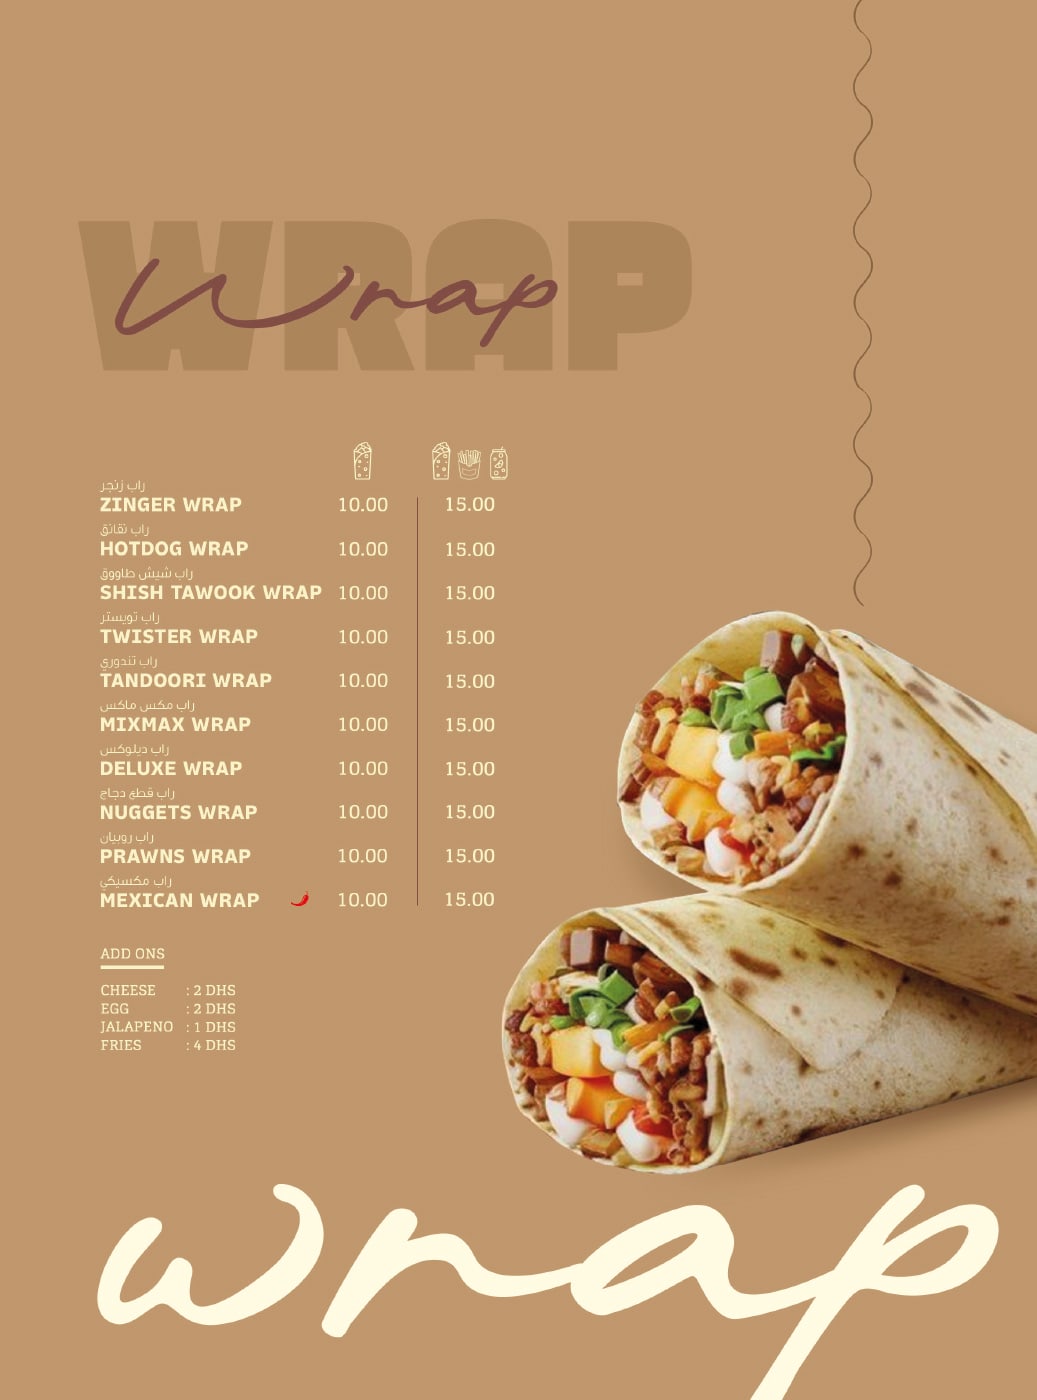 WRAP
Wrap
راب زنجر
ZINGER WRAP 10.00 15.00
راب نقانق
HOTDOG WRAP 10.00 15.00
راب شيش طاووق
SHISH TAWOOK WRAP 10.00 15.00
راب تويستر
TWISTER WRAP 10.00 15.00
راب تندوري
TANDOORI WRAP 10.00 15.00
راب مكس ماكس
MIXMAX WRAP 10.00 15.00
راب ديلوكس
DELUXE WRAP 10.00 15.00
راب قطع دجاج
NUGGETS WRAP 10.00 15.00
راب روبيان
PRAWNS WRAP 10.00 15.00
راب مكسيكي
MEXICAN WRAP 10.00 15.00
ADD ONS
CHEESE : 2 DHS
EGG : 2 DHS
JALAPENO : 1 DHS
FRIES : 4 DHS
wrap